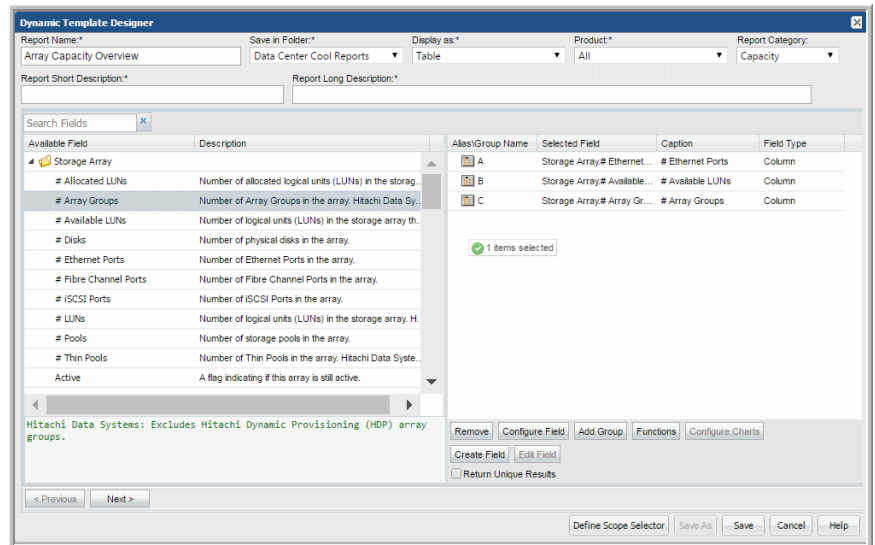 Dynamic Template Designer
Report Name:* Save in Folder:* Display as:* Product:* Report Category:
Array Capacity Overview Data Center Cool Reports Table All Capacity
Report Short Description:* Report Long Description:*
Search Fields
Available Field Description Alias\Group Name Selected Field Caption Field Type
Storage Array A Storage Array.# Ethernet... # Ethernet Ports Column
# Allocated LUNs Number of allocated logical units (LUNs) in the storag.. B Storage Array.# Available... # Available LUNs Column
# Array Groups Number of Array Groups in the array. Hitachi Data Sy.. C Storage Array.# Array Gr... # Array Groups Column
# Available LUNs Number of logical units (LUNs) in the storage array th.
# Disks Number of physical disks in the array.
1 items selected
# Ethernet Ports Number of Ethernet Ports in the array.
# Fibre Channel Ports Number of Fibre Channel Ports in the array.
# iSCSI Ports Number of iSCSI Ports in the array.
# LUNs Number of logical units (LUNs) in the storage array. H.
# Pools Number of storage pools in the array.
# Thin Pools Number of Thin Pools in the array. Hitachi Data Syste..
Active A flag indicating if this array is still active.
Hitachi Data Systems: Excludes Hitachi Dynamic Provisioning (HDP) array
groups.
Remove Configure Field Add Group Functions Configure Charts
Create Field Edit Field
Return Unique Results
< Previous Next >
Define Scope Selector Save As Save Cancel Help